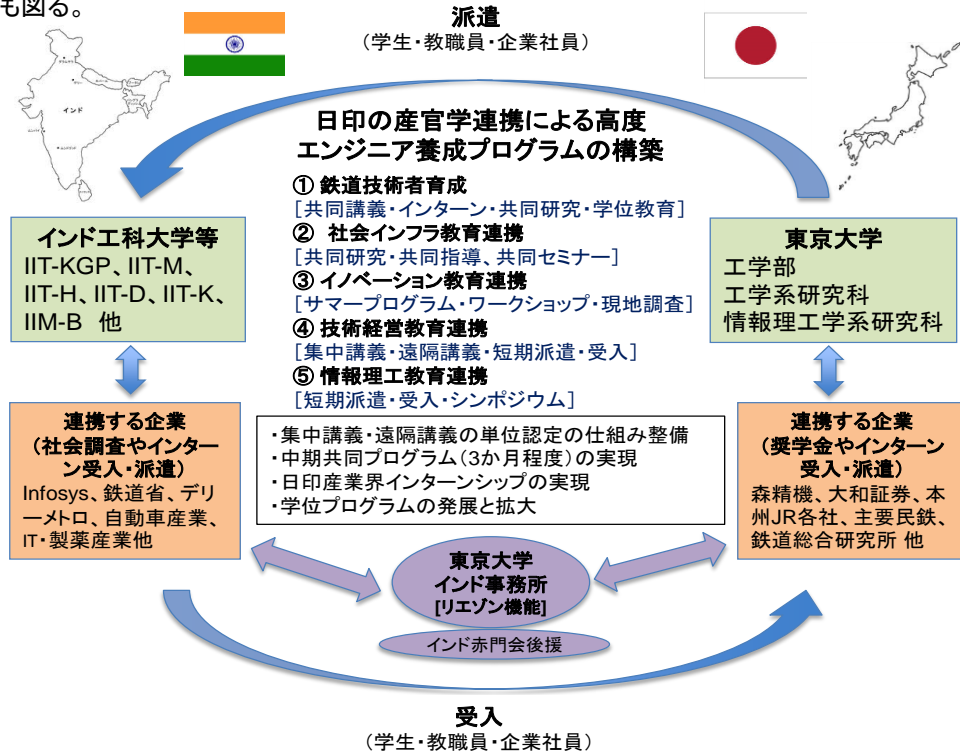 も図る。
派遣
（学生・教職員・企業社員）
インド
日印の産官学連携による高度
エンジニア養成プログラムの構築
① 鉄道技術者育成
［共同講義・インターン・共同研究・学位教育］
② 社会インフラ教育連携
［共同研究・共同指導、共同セミナー］
③ イノベーション教育連携
［サマープログラム・ワークショップ・現地調査］
④ 技術経営教育連携
［集中講義・遠隔講義・短期派遣・受入］
⑤ 情報理工教育連携
［短期派遣・受入・シンポジウム］
インド工科大学等
IIT-KGP、IIT-M、
IIT-H、IIT-D、IIT-K、
IIM-B 他
東京大学
工学部
工学系研究科
情報理工学系研究科
連携する企業
（社会調査やインター
ン受入・派遣）
Infosys、鉄道省、デリ
ーメトロ、自動車産業、
IT・製薬産業他
・集中講義・遠隔講義の単位認定の仕組み整備
・中期共同プログラム（3か月程度）の実現
・日印産業界インターンシップの実現
・学位プログラムの発展と拡大
連携する企業
（奨学金やインターン
受入・派遣）
森精機、大和証券、本
州JR各社、主要民鉄、
鉄道総合研究所 他
東京大学
インド事務所
[リエゾン機能]
インド赤門会後援
受入
（学生・教職員・企業社員）